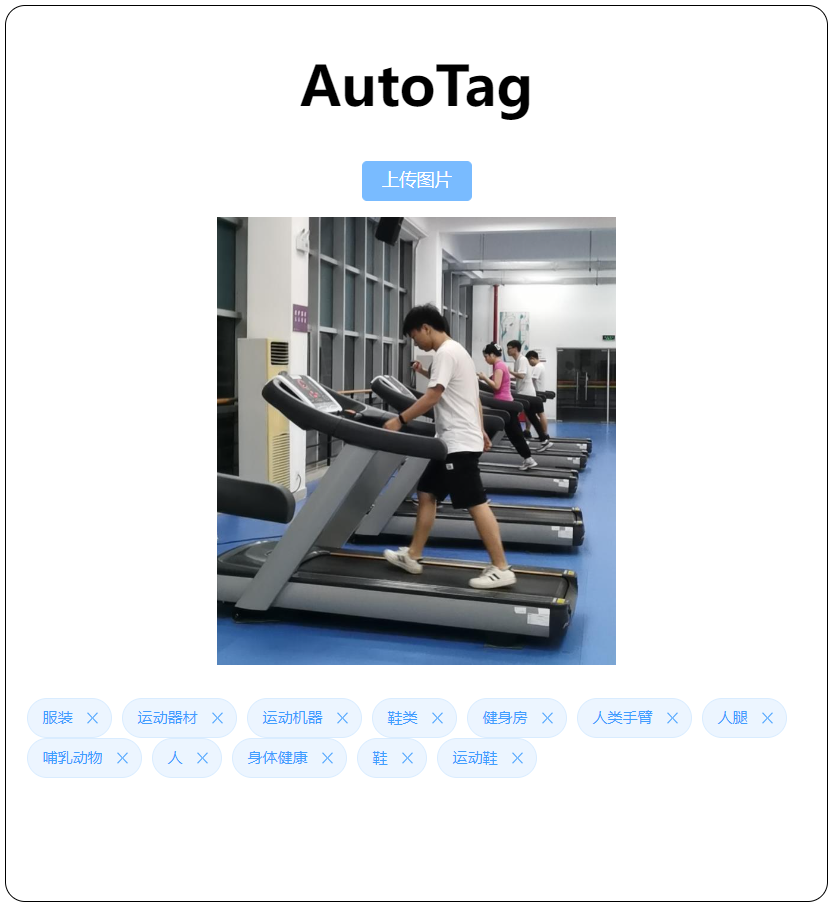 AutoTag
上传图片
服装 × 运动器材 × 运动机器 × 鞋类 × 健身房 × 人类手臂 × 人腿 ×
哺乳动物 × 人 × 身体健康 × 鞋 × 运动鞋 ×